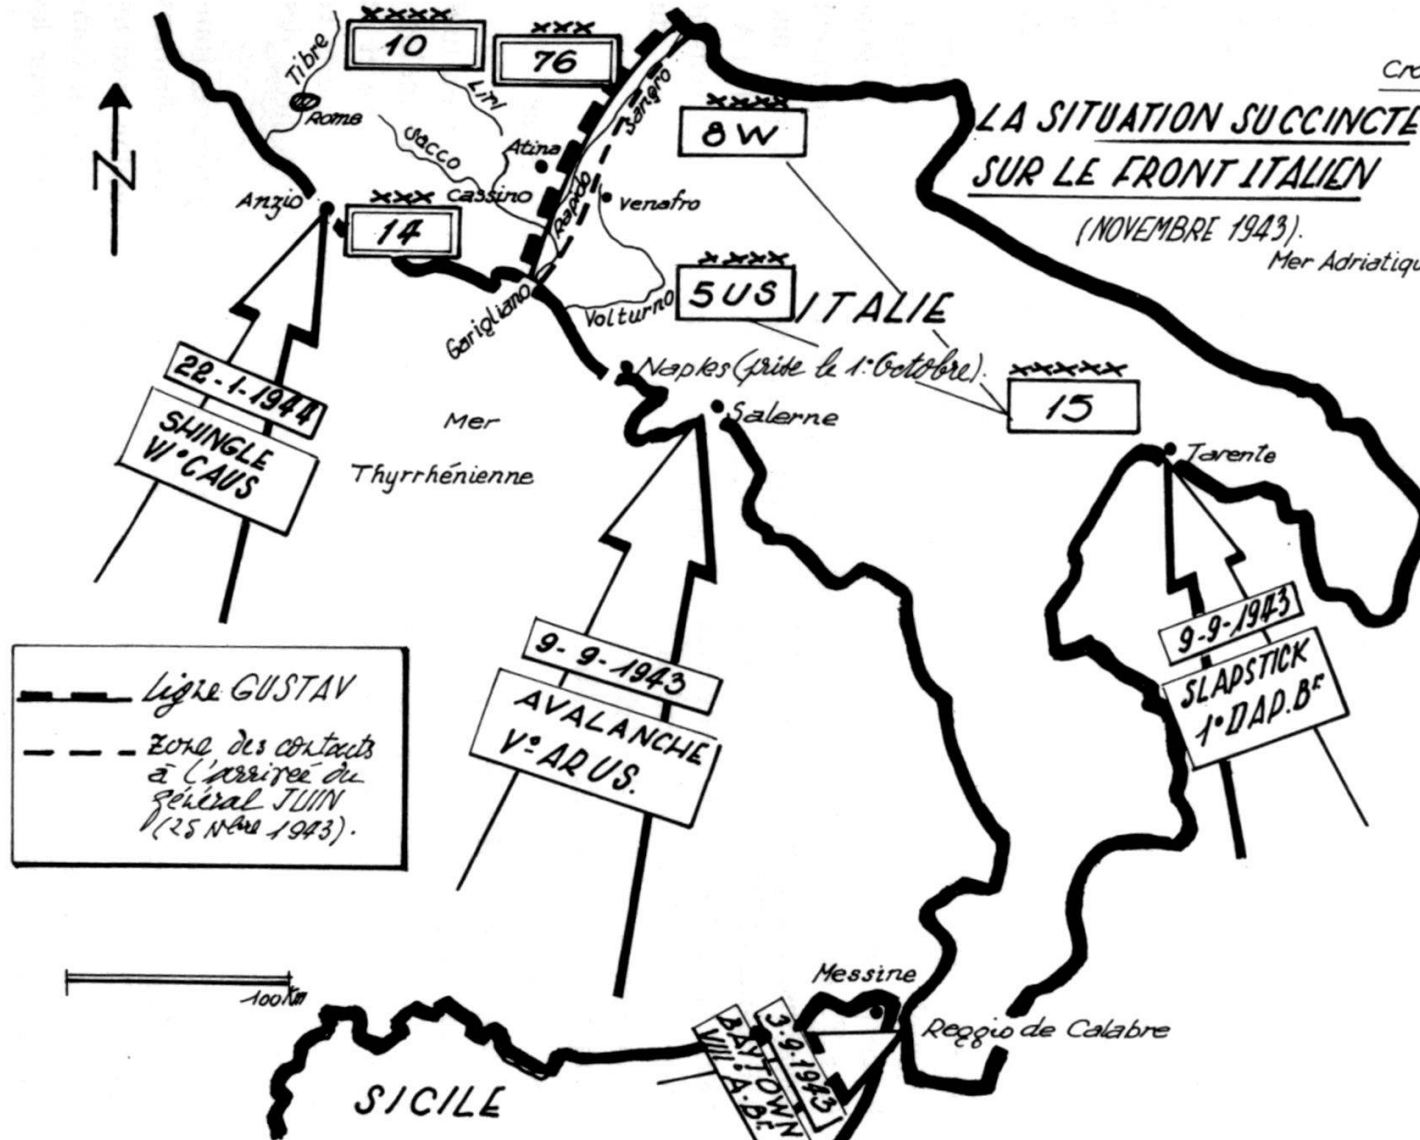 LA SITUATION SUCCINCTE
SUR LE FRONT ITALIEN
(NOVEMBRE 1943).
Mer Adriatiqu
Cro
XXXX
10
XXX
76
Tibre
Rome
Liri
Sacco
Atina
Cassino
Sangro
Rapido
Venafro
XXXX
8 W
Anzio
XXX
14
N
XXXX
5 US
ITALIE
Garigliano
Volturno
Naples (prise le 1° Octobre).
XXXXX
15
Salerne
Tarente
Mer
Thyrrhénienne
22-1-1944
SHINGLE
VI° CAUS
9-9-1943
AVALANCHE
V° AR US.
9-9-1943
SLAPSTICK
1° DAP. Bᶠ
Ligne GUSTAV
Zone des contacts
à l'arrivée du
général JUIN
(25 Nbre 1943).
100 Km
Messine
Reggio de Calabre
3.9.1943
BAYTOWN
VIII° A.Bᶠ
SICILE